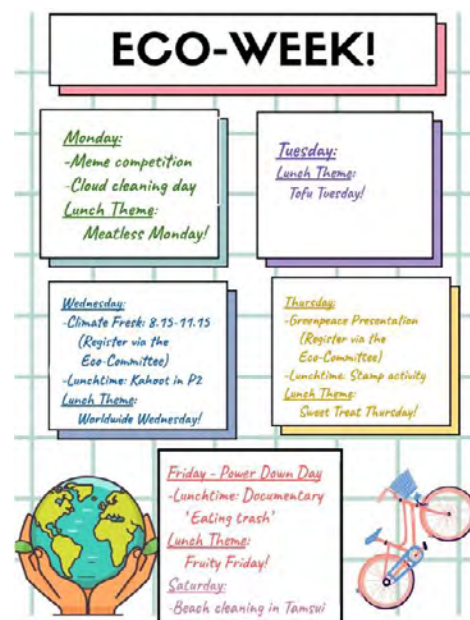 ECO-WEEK!
Monday:
-Meme competition
-Cloud cleaning day
Lunch Theme:
Meatless Monday!
Tuesday:
Lunch Theme:
Tofu Tuesday!
Wednesday:
-Climate Fresk: 8.15-11.15
(Register via the
Eco-Committee)
-Lunchtime: Kahoot in P2
Lunch Theme:
Worldwide Wednesday!
Thursday:
-Greenpeace Presentation
(Register via the
Eco-Committee)
-Lunchtime: Stamp activity
Lunch Theme:
Sweet Treat Thursday!
Friday - Power Down Day
-Lunchtime: Documentary
'Eating trash'
Lunch Theme:
Fruity Friday!
Saturday:
-Beach cleaning in Tamsui